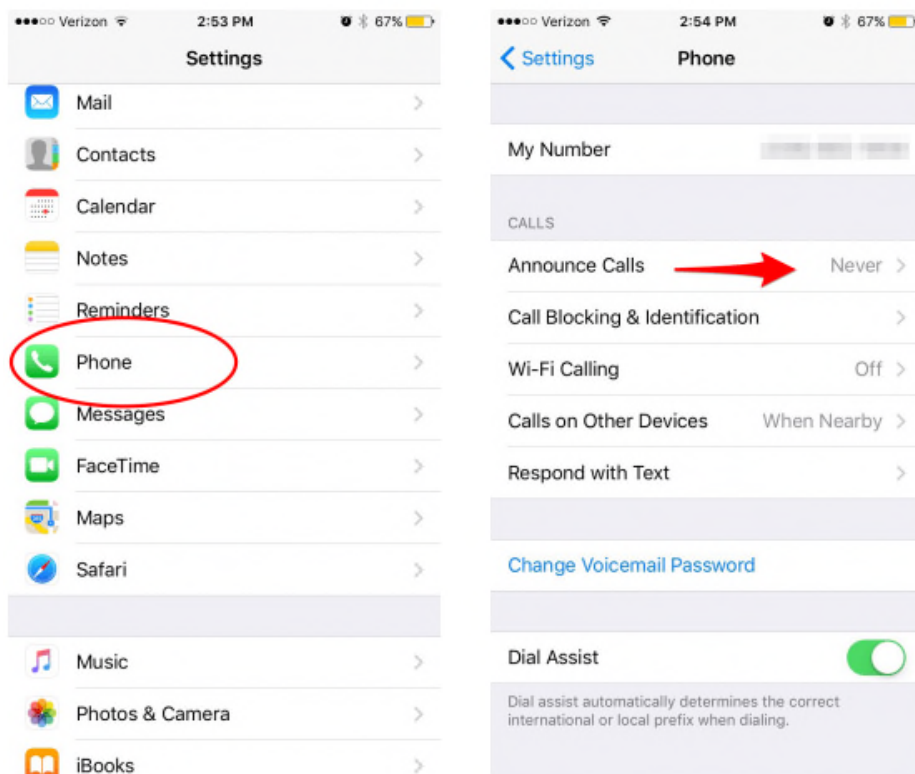 Verizon 2:53 PM 67%
Settings
Mail
Contacts
Calendar
Notes
Reminders
Phone
Messages
FaceTime
Maps
Safari
Music
Photos & Camera
iBooks
Verizon 2:54 PM 67%
Settings Phone
My Number
CALLS
Announce Calls Never
Call Blocking & Identification
Wi-Fi Calling Off
Calls on Other Devices When Nearby
Respond with Text
Change Voicemail Password
Dial Assist
Dial assist automatically determines the correct
international or local prefix when dialing.